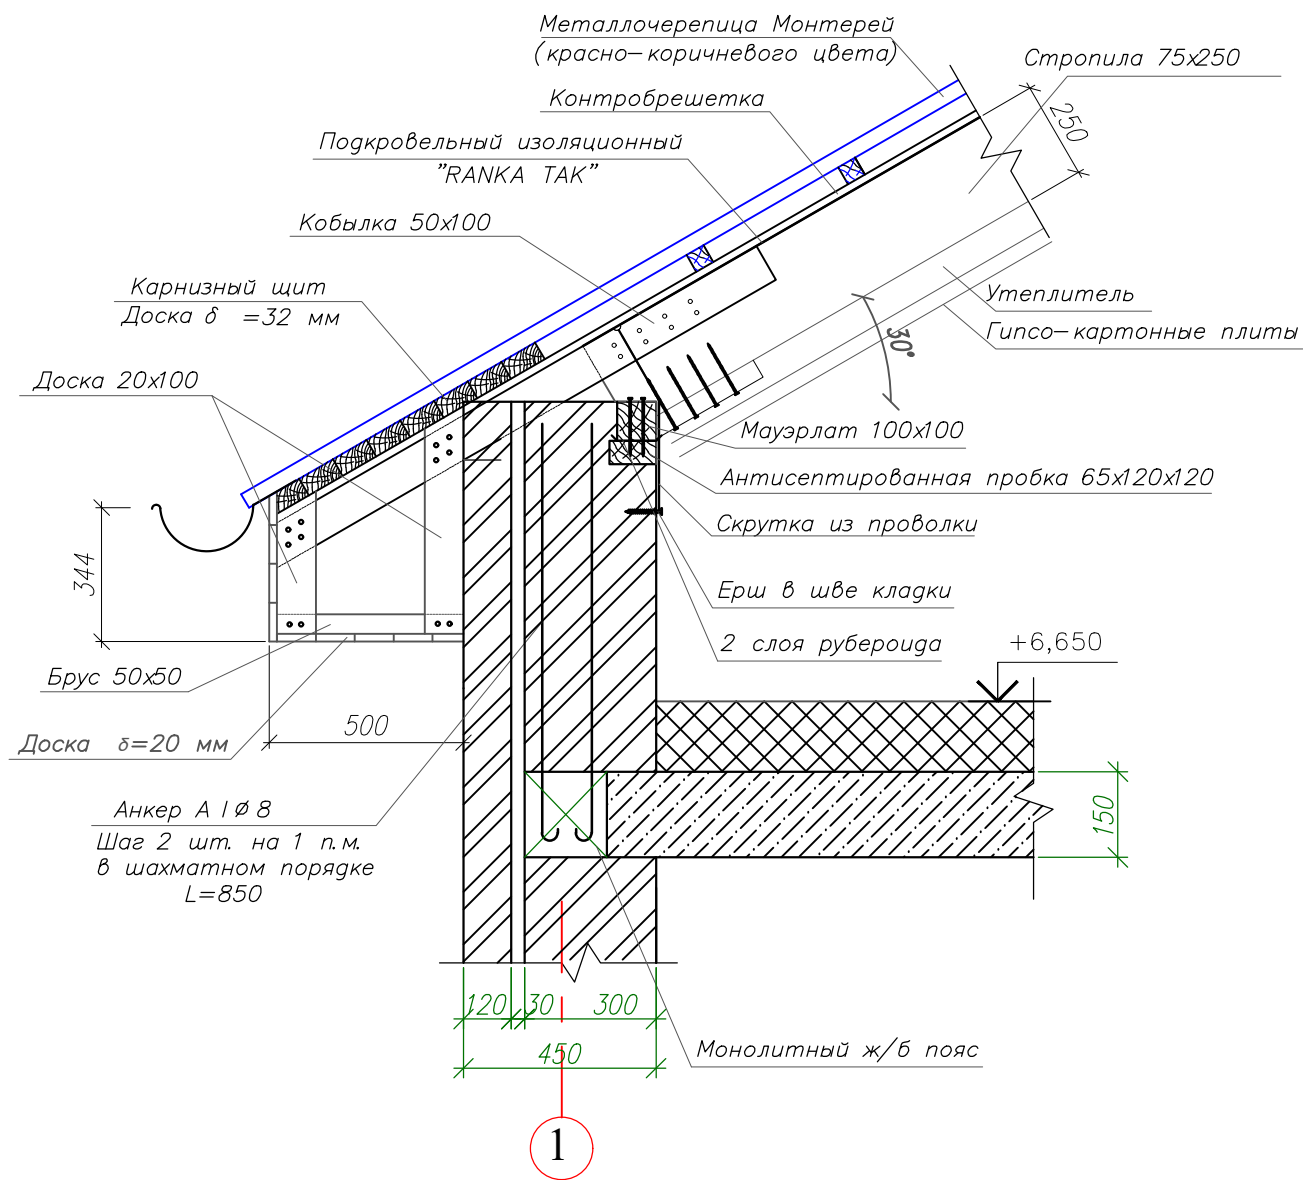 Металлочерепица Монтерей
(красно-коричневого цвета)
Стропила 75х250
Контробрешетка
250
Подкровельный изоляционный
"RANKA TAK"
Кобылка 50х100
Карнизный щит
Доска δ =32 мм
Утеплитель
Гипсо-картонные плиты
30°
Доска 20х100
Мауэрлат 100х100
Антисептированная пробка 65х120х120
Скрутка из проволки
344
Ерш в шве кладки
2 слоя рубероида
+6,650
Брус 50х50
500
Доска δ=20 мм
Анкер А I Ø 8
Шаг 2 шт. на 1 п.м.
в шахматном порядке
L=850
150
120
30
300
450
Монолитный ж/б пояс
1